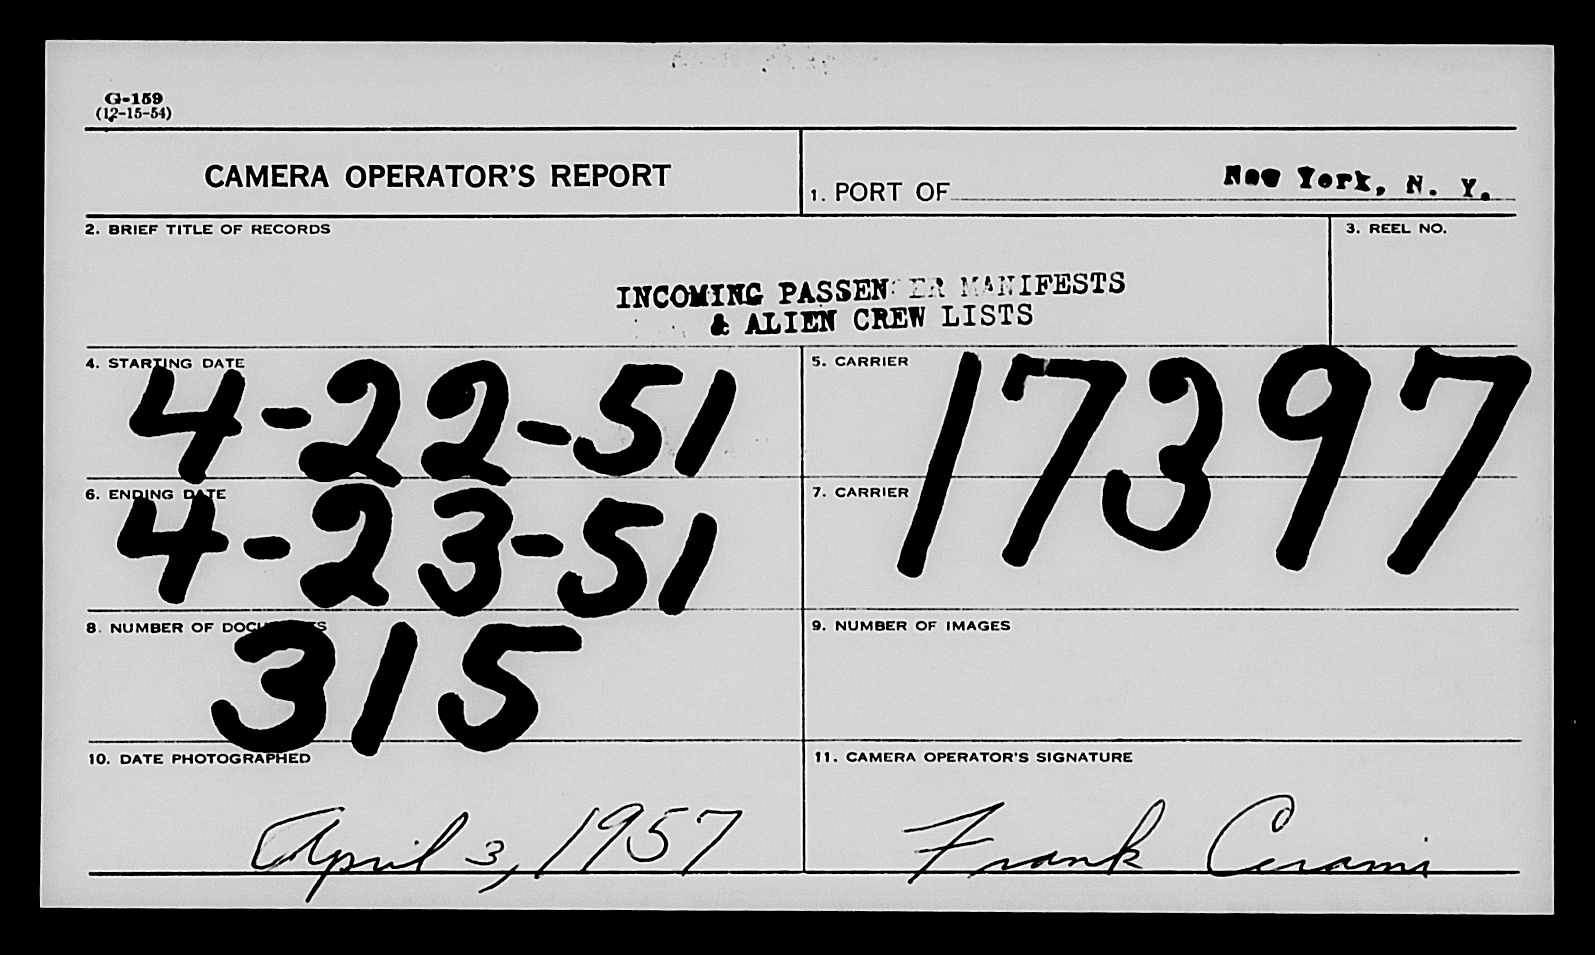 G-159
(12-15-54)
CAMERA OPERATOR'S REPORT
1. PORT OF New York, N. Y.
2. BRIEF TITLE OF RECORDS
3. REEL NO.
INCOMING PASSENGER MANIFESTS
& ALIEN CREW LISTS
4. STARTING DATE
4-22-51
5. CARRIER
17397
6. ENDING DATE
4-23-51
7. CARRIER
8. NUMBER OF DOCUMENTS
315
9. NUMBER OF IMAGES
10. DATE PHOTOGRAPHED
April 3, 1957
11. CAMERA OPERATOR'S SIGNATURE
Frank Cerami